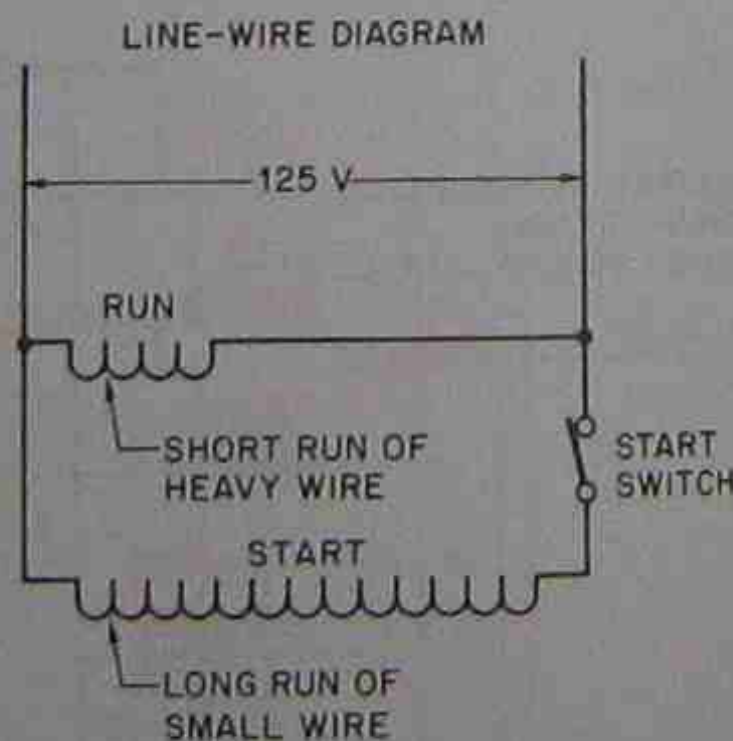 LINE-WIRE DIAGRAM
125 V
RUN
SHORT RUN OF
HEAVY WIRE
START
SWITCH
START
LONG RUN OF
SMALL WIRE